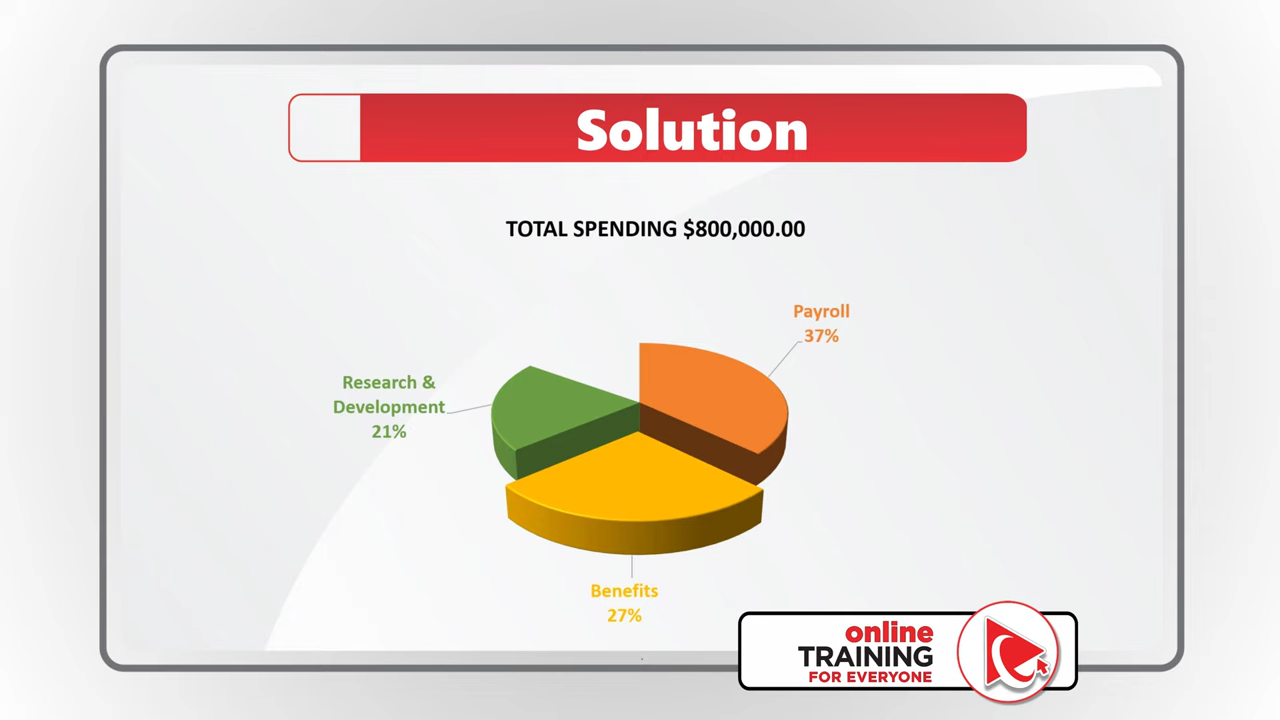 Solution
TOTAL SPENDING $800,000.00
Payroll
37%
Research &
Development
21%
Benefits
27%
online
TRAINING
FOR EVERYONE